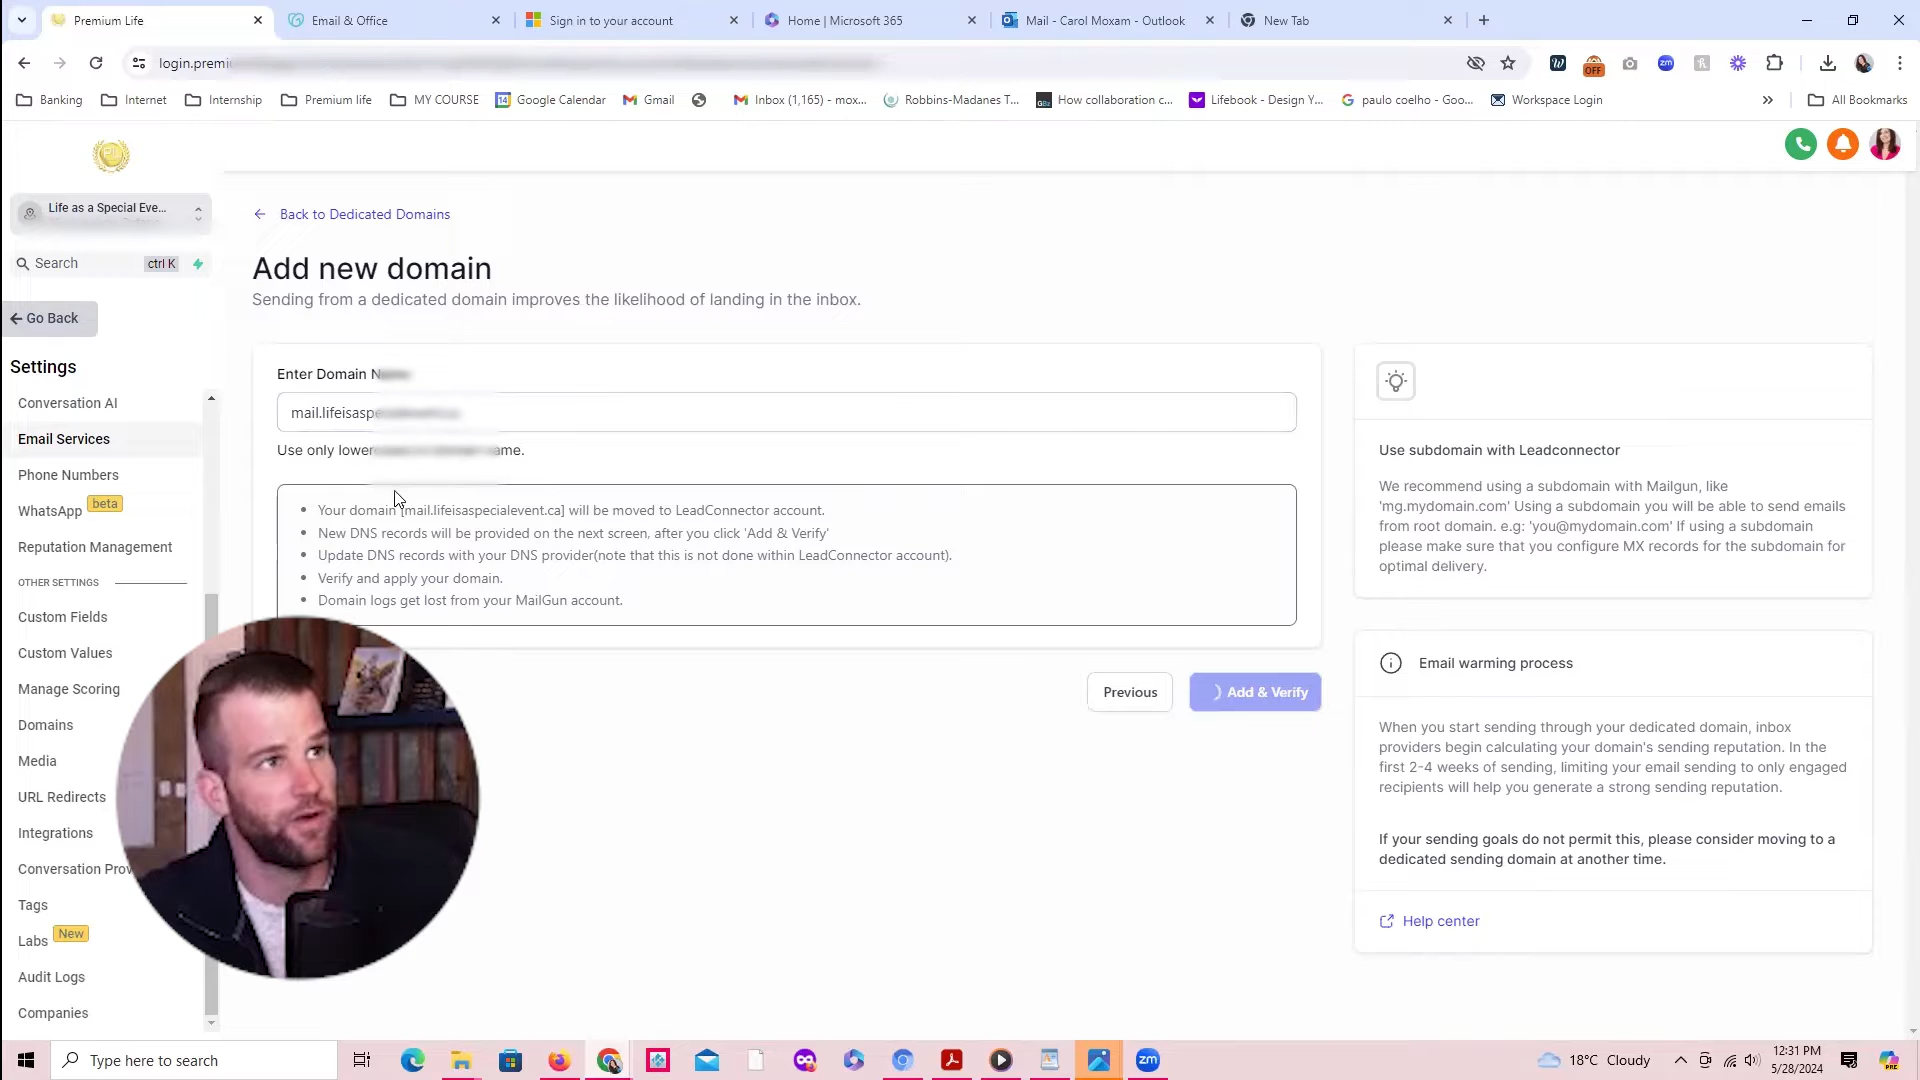 Premium Life
Email & Office
Sign in to your account
Home | Microsoft 365
Mail - Carol Moxam - Outlook
New Tab
login.premi
OFF
zm
Banking
Internet
Internship
Premium life
MY COURSE
Google Calendar
Gmail
Inbox (1,165) - mox...
Robbins-Madanes T...
How collaboration c...
Lifebook - Design Y...
paulo coelho - Goo...
Workspace Login
All Bookmarks
Life as a Special Eve...
Search
ctrl K
Go Back
Settings
Conversation AI
Email Services
Phone Numbers
WhatsApp beta
Reputation Management
OTHER SETTINGS
Custom Fields
Custom Values
Manage Scoring
Domains
Media
URL Redirects
Integrations
Conversation Prov
Tags
Labs New
Audit Logs
Companies
Back to Dedicated Domains
Add new domain
Sending from a dedicated domain improves the likelihood of landing in the inbox.
Enter Domain
mail.lifeisaspe
Use only
Your domain [mail.lifeisaspecialevent.ca] will be moved to LeadConnector account.
New DNS records will be provided on the next screen, after you click 'Add & Verify'
Update DNS records with your DNS provider(note that this is not done within LeadConnector account).
Verify and apply your domain.
Domain logs get lost from your MailGun account.
Previous
Add & Verify
Use subdomain with Leadconnector
We recommend using a subdomain with Mailgun, like
'mg.mydomain.com' Using a subdomain you will be able to send emails
from root domain. e.g: 'you@mydomain.com' If using a subdomain
please make sure that you configure MX records for the subdomain for
optimal delivery.
Email warming process
When you start sending through your dedicated domain, inbox
providers begin calculating your domain's sending reputation. In the
first 2-4 weeks of sending, limiting your email sending to only engaged
recipients will help you generate a strong sending reputation.
If your sending goals do not permit this, please consider moving to a
dedicated sending domain at another time.
Help center
Type here to search
zm
18°C Cloudy
12:31 PM
5/28/2024